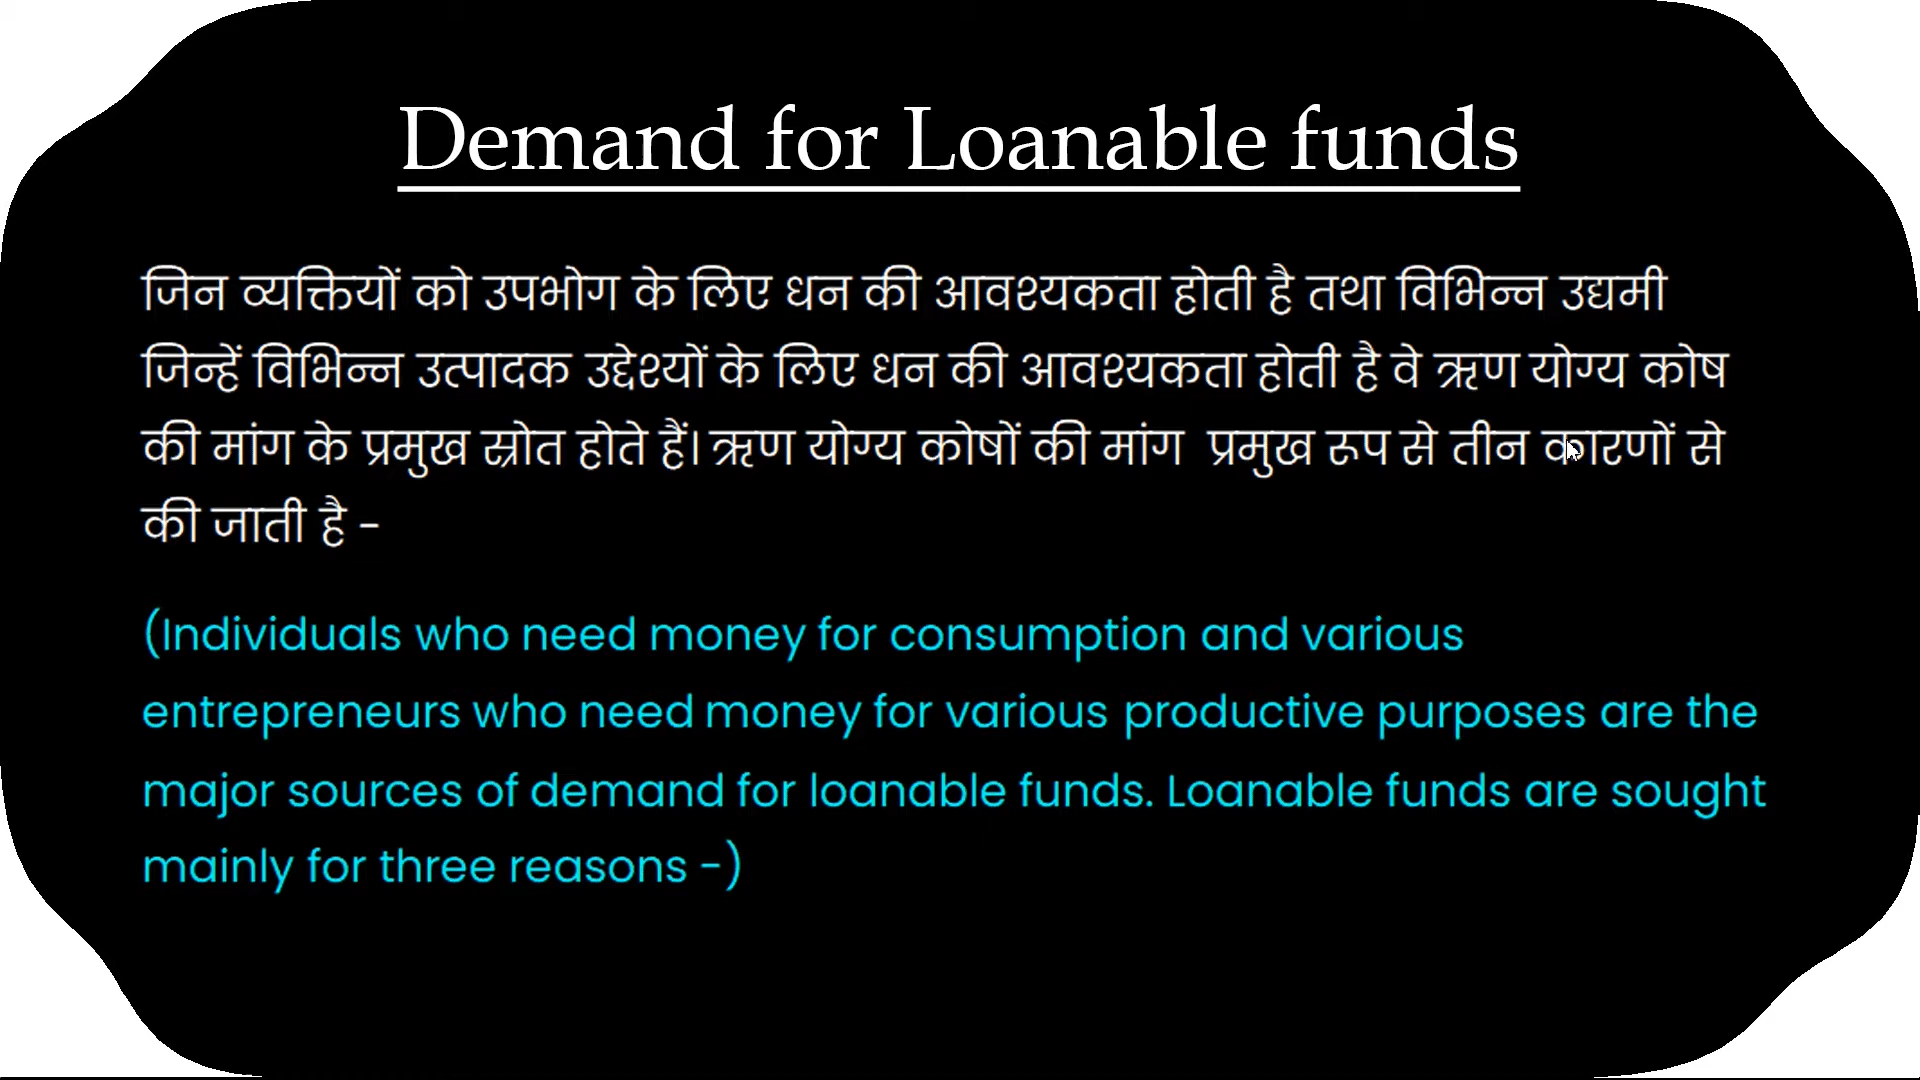 Demand for Loanable funds
जिन व्यक्तियों को उपभोग के लिए धन की आवश्यकता होती है तथा विभिन्न उद्यमी
जिन्हें विभिन्न उत्पादक उद्देश्यों के लिए धन की आवश्यकता होती है वे ऋण योग्य कोष
की मांग के प्रमुख स्रोत होते हैं। ऋण योग्य कोषों की मांग प्रमुख रूप से तीन कारणों से
की जाती है -
(Individuals who need money for consumption and various
entrepreneurs who need money for various productive purposes are the
major sources of demand for loanable funds. Loanable funds are sought
mainly for three reasons -)